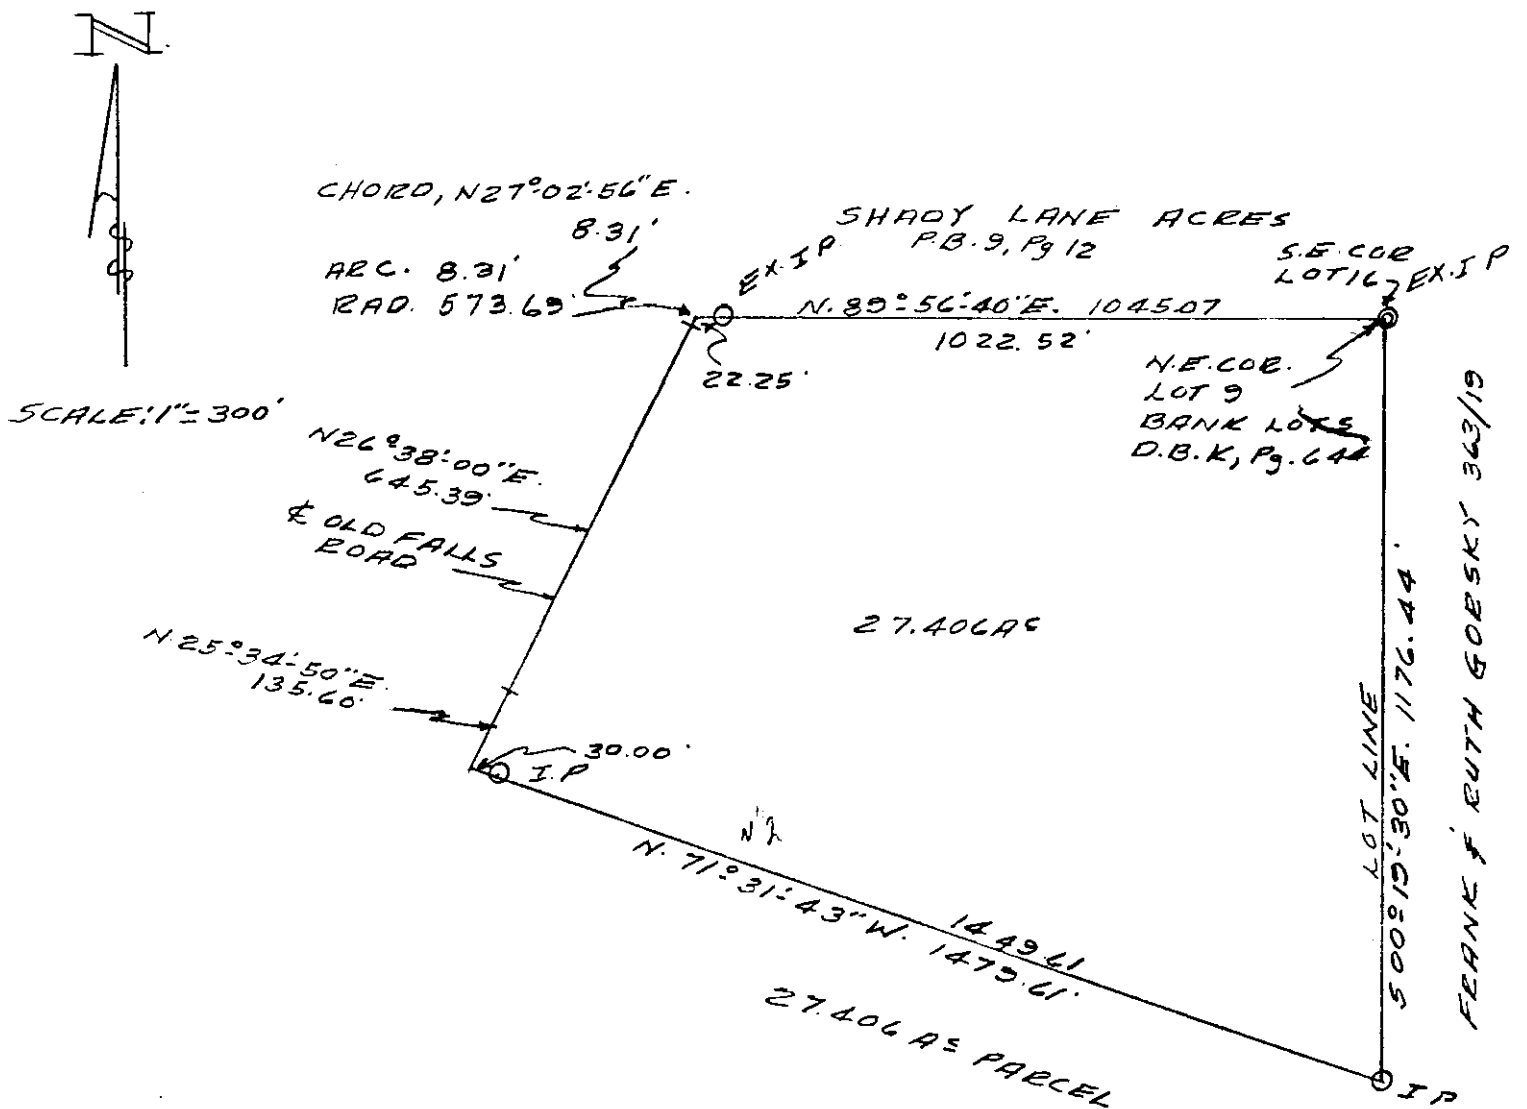 N
CHORD, N27°-02'-56"E.
8.31'
ARC. 8.31'
RAD. 573.69'
EX. I P
SHADY LANE ACRES
P.B. 9, Pg 12
S.E. COR
LOT 16
EX. I P
N. 89°-56'-40"E. 1045.07
1022.52'
22.25'
N.E. COR.
LOT 9
BANK LOTS
D.B.K, Pg. 644
SCALE: 1"=300'
N26°-38'-00"E.
645.39'
℄ OLD FALLS
ROAD
27.406 Aᶜ
N. 25°-34'-50"E.
135.60'
30.00'
I.P
LOT LINE
S00°-19'-30"E. 1176.44'
FRANK & RUTH GORSKY 363/19
N. 71°-31'-43"W. 1479.61'
1449.61
27.406 Aᶜ PARCEL
I P